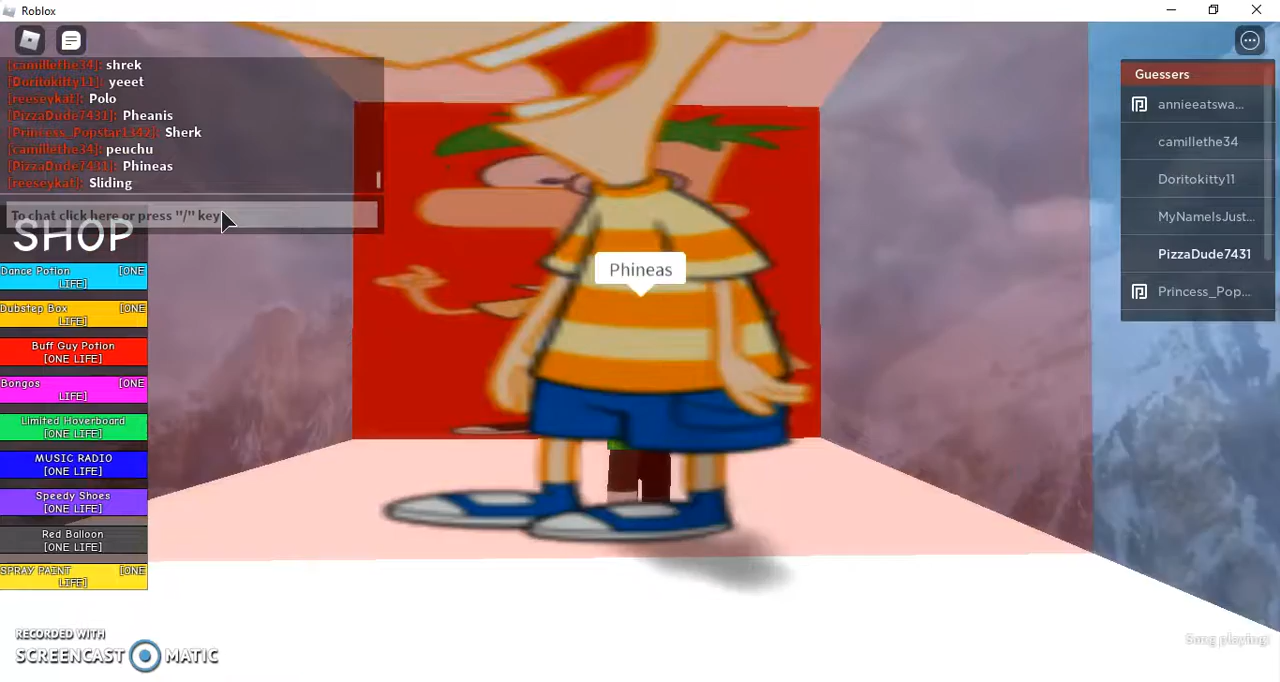 Roblox
[camillethe34]: shrek
[Doritokitty11]: yeeet
[reeseykat]: Polo
[PizzaDude7431]: Pheanis
[Princess_Popstar1342]: Sherk
[camillethe34]: peuchu
[PizzaDude7431]: Phineas
[reeseykat]: Sliding
To chat click here or press "/" key
SHOP
Dance Potion [ONE
LIFE]
Dubstep Box [ONE
LIFE]
Buff Guy Potion
[ONE LIFE]
Bongos [ONE
LIFE]
Limited Hoverboard
[ONE LIFE]
MUSIC RADIO
[ONE LIFE]
Speedy Shoes
[ONE LIFE]
Red Balloon
[ONE LIFE]
SPRAY PAINT [ONE
LIFE]
Phineas
Guessers
annieeatswa...
camillethe34
Doritokitty11
MyNameIsJust...
PizzaDude7431
Princess_Pop...
RECORDED WITH
SCREENCAST MATIC
Song playing: